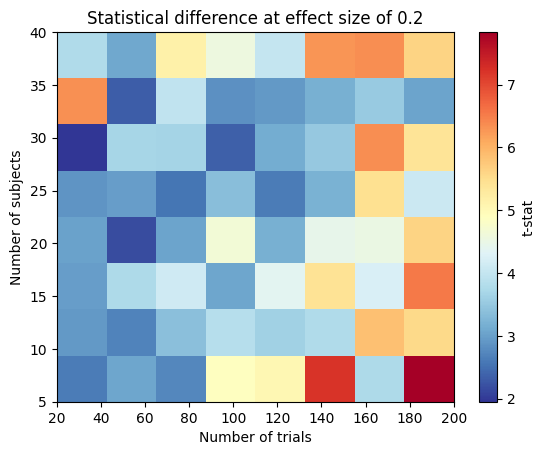 Statistical difference at effect size of 0.2
40
35
30
25
20
15
10
5
Number of subjects
20 40 60 80 100 120 140 160 180 200
Number of trials
7
6
5
4
3
2
t-stat